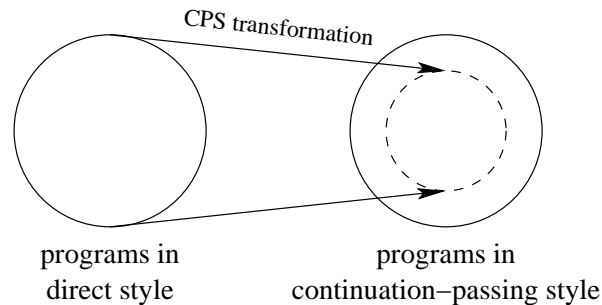 CPS transformation
programs in
direct style
programs in
continuation−passing style